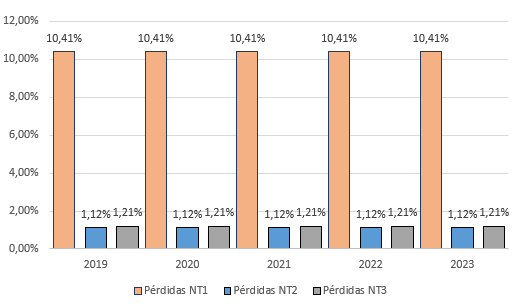 12,00%
10,41% 10,41% 10,41% 10,41% 10,41%
10,00%
8,00%
6,00%
4,00%
2,00%
1,12% 1,21% 1,12% 1,21% 1,12% 1,21% 1,12% 1,21% 1,12% 1,21%
0,00%
2019 2020 2021 2022 2023
Pérdidas NT1 Pérdidas NT2 Pérdidas NT3